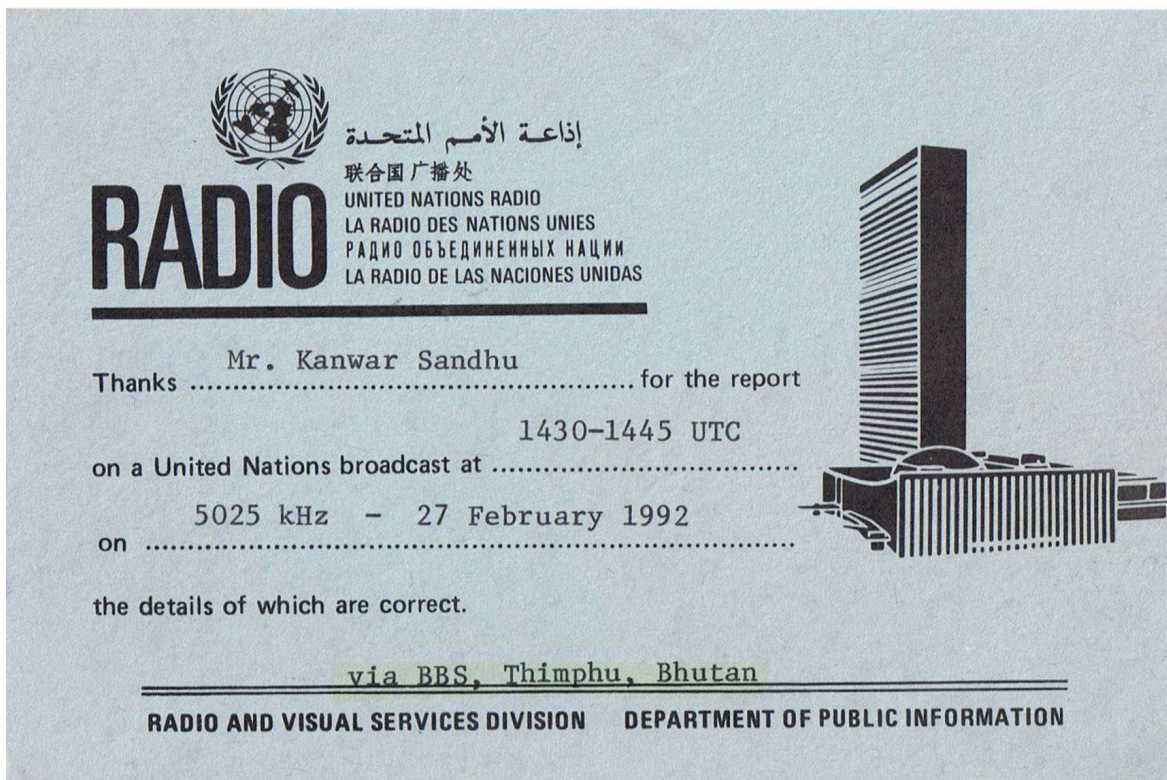 إذاعة الأمم المتحدة
联合国广播处
RADIO
UNITED NATIONS RADIO
LA RADIO DES NATIONS UNIES
РАДИО ОБЪЕДИНЕННЫХ НАЦИИ
LA RADIO DE LAS NACIONES UNIDAS
Thanks Mr. Kanwar Sandhu for the report
on a United Nations broadcast at 1430-1445 UTC
on 5025 kHz - 27 February 1992
the details of which are correct.
via BBS, Thimphu, Bhutan
RADIO AND VISUAL SERVICES DIVISION DEPARTMENT OF PUBLIC INFORMATION